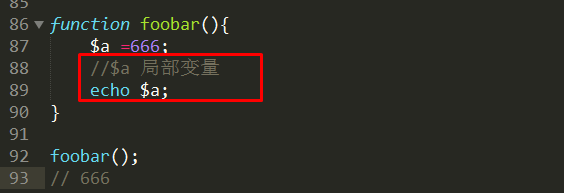 85
86 function foobar(){
87 $a =666;
88 //$a 局部变量
89 echo $a;
90 }
91
92 foobar();
93 // 666